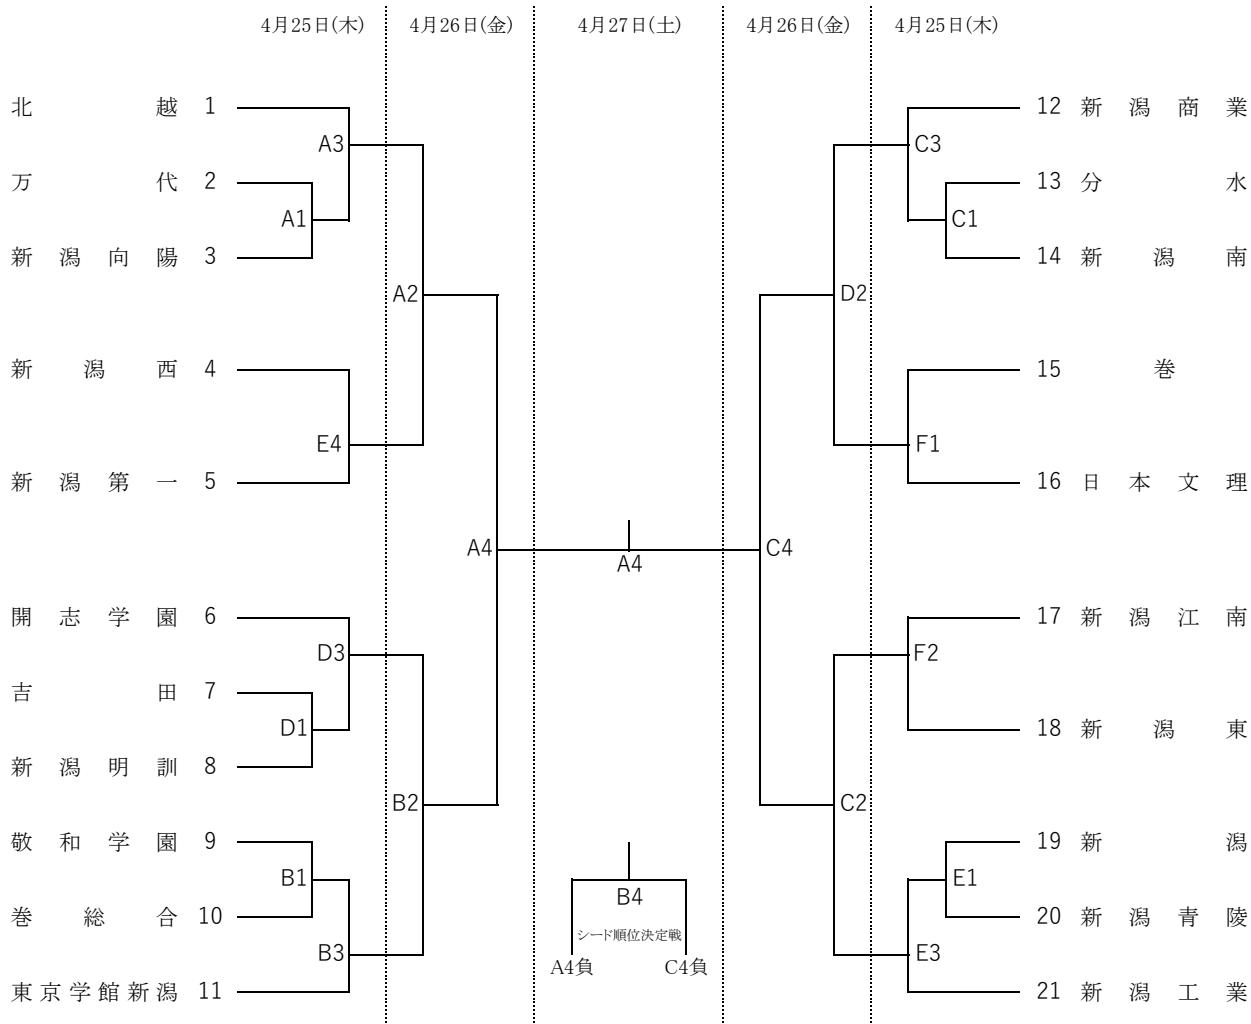 4月25日(木) 4月26日(金) 4月27日(土) 4月26日(金) 4月25日(木)
北越 1 12 新潟商業
A3 C3
万代 2 13 分水
A1 C1
新潟向陽 3 14 新潟南
A2 D2
新潟西 4 15 巻
E4 F1
新潟第一 5 16 日本文理
A4 C4
A4
開志学園 6 17 新潟江南
D3 F2
吉田 7 18 新潟東
D1
新潟明訓 8
B2 C2
敬和学園 9 19 新潟
B1 E1
B4
巻総合 10 20 新潟青陵
シード順位決定戦
B3 E3
A4負 C4負
東京学館新潟 11 21 新潟工業